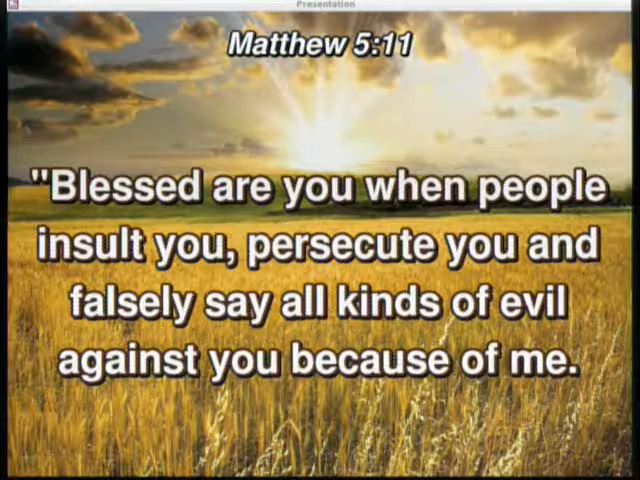 Presentation
Matthew 5:11
"Blessed are you when people
insult you, persecute you and
falsely say all kinds of evil
against you because of me.